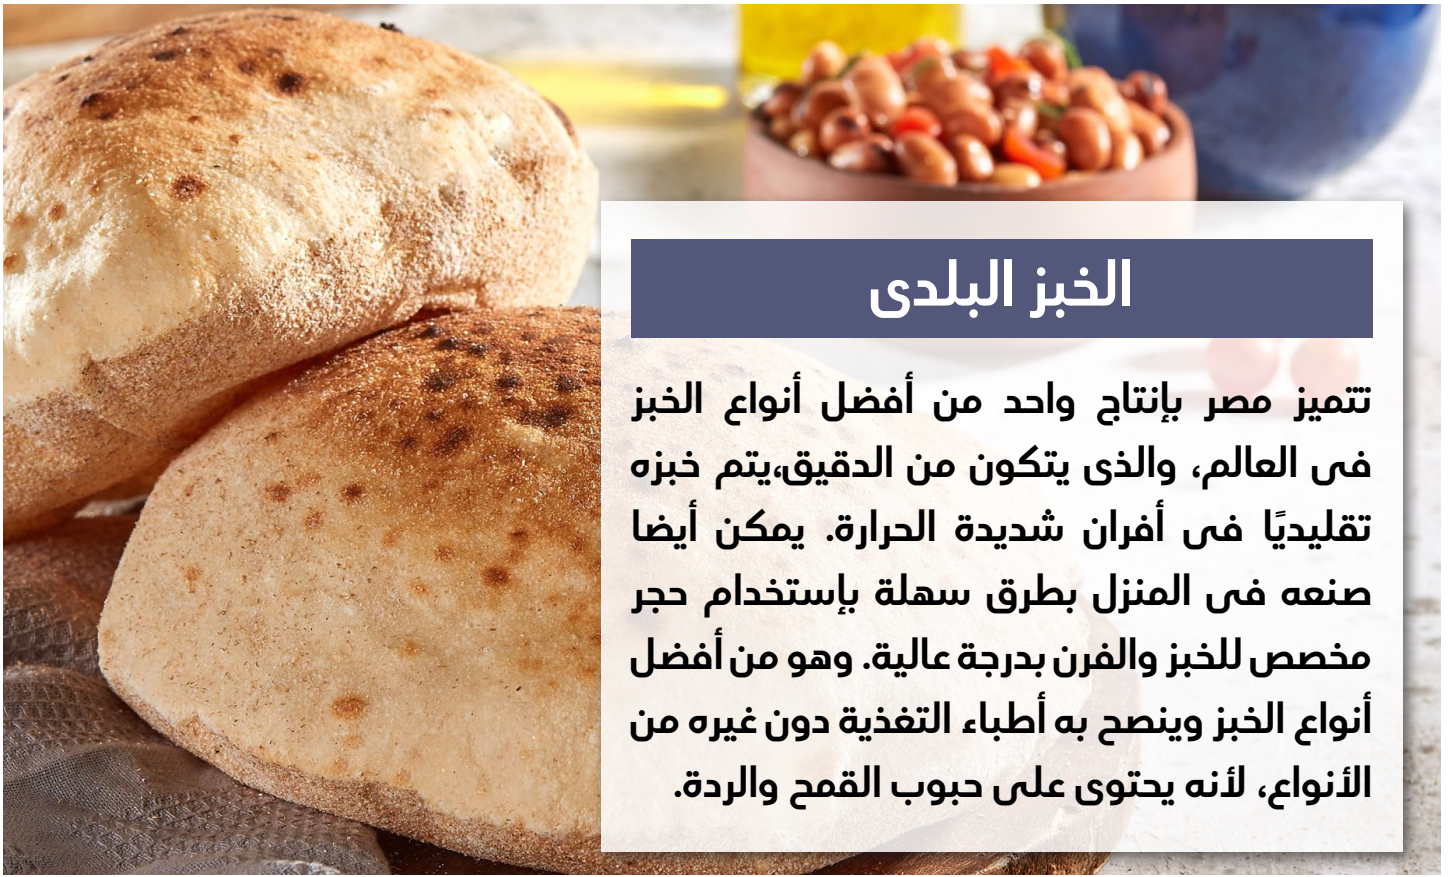 الخبز البلدى
تتميز مصر بإنتاج واحد من أفضل أنواع الخبز
فى العالم، والذى يتكون من الدقيق،يتم خبزه
تقليديًا فى أفران شديدة الحرارة. يمكن أيضا
صنعه فى المنزل بطرق سهلة بإستخدام حجر
مخصص للخبز والفرن بدرجة عالية. وهو من أفضل
أنواع الخبز وينصح به أطباء التغذية دون غيره من
الأنواع، لأنه يحتوى على حبوب القمح والردة.